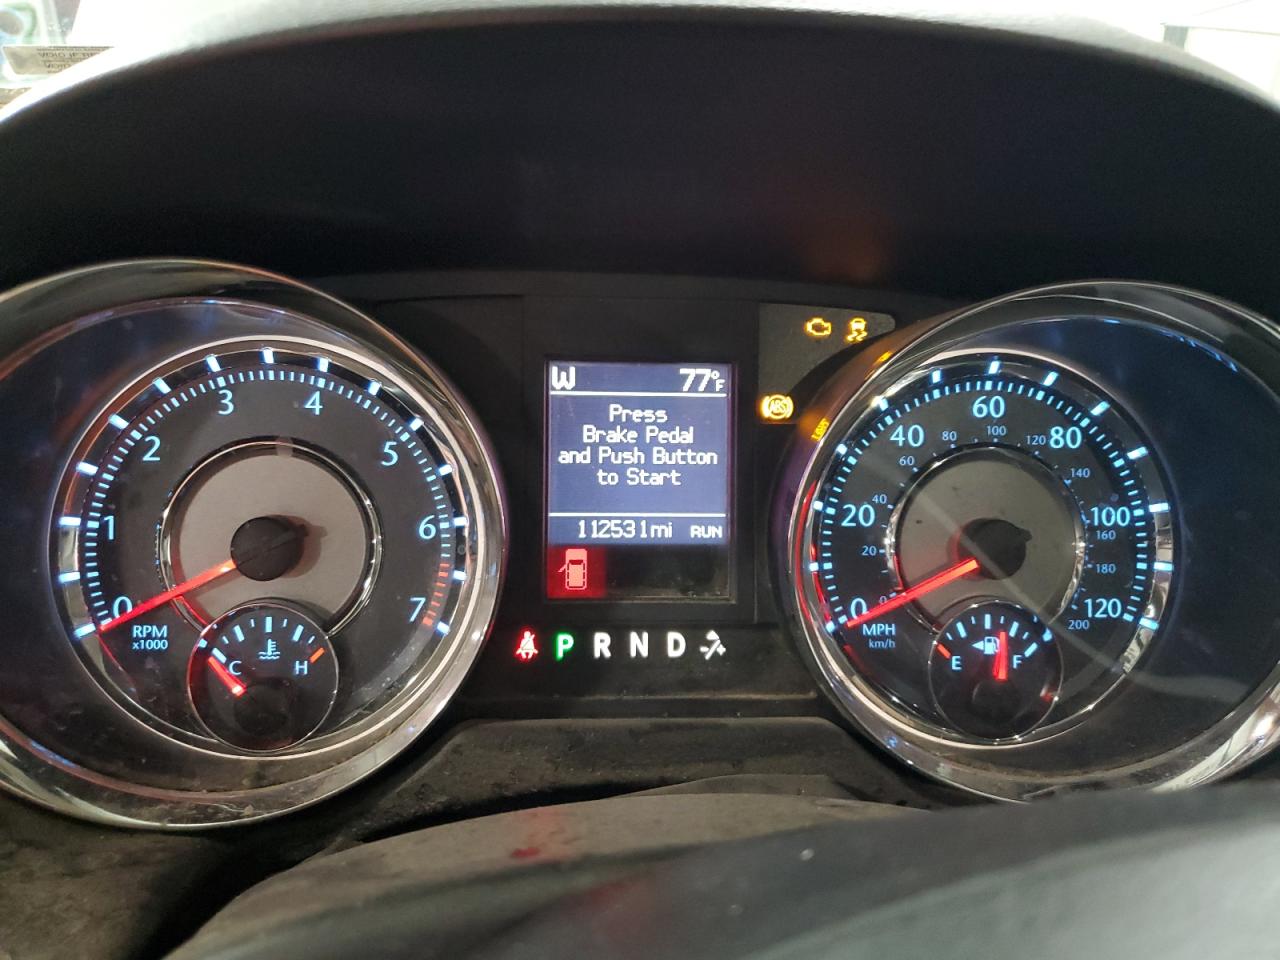 W 77°F
Press
Brake Pedal
and Push Button
to Start
112531mi RUN
0 1 2 3 4 5 6 7
RPM
x1000
C H
ABS
P R N D
0 20 40 60 80 100 120
0 20 40 60 80 100 120 140 160 180 200
MPH
km/h
E F